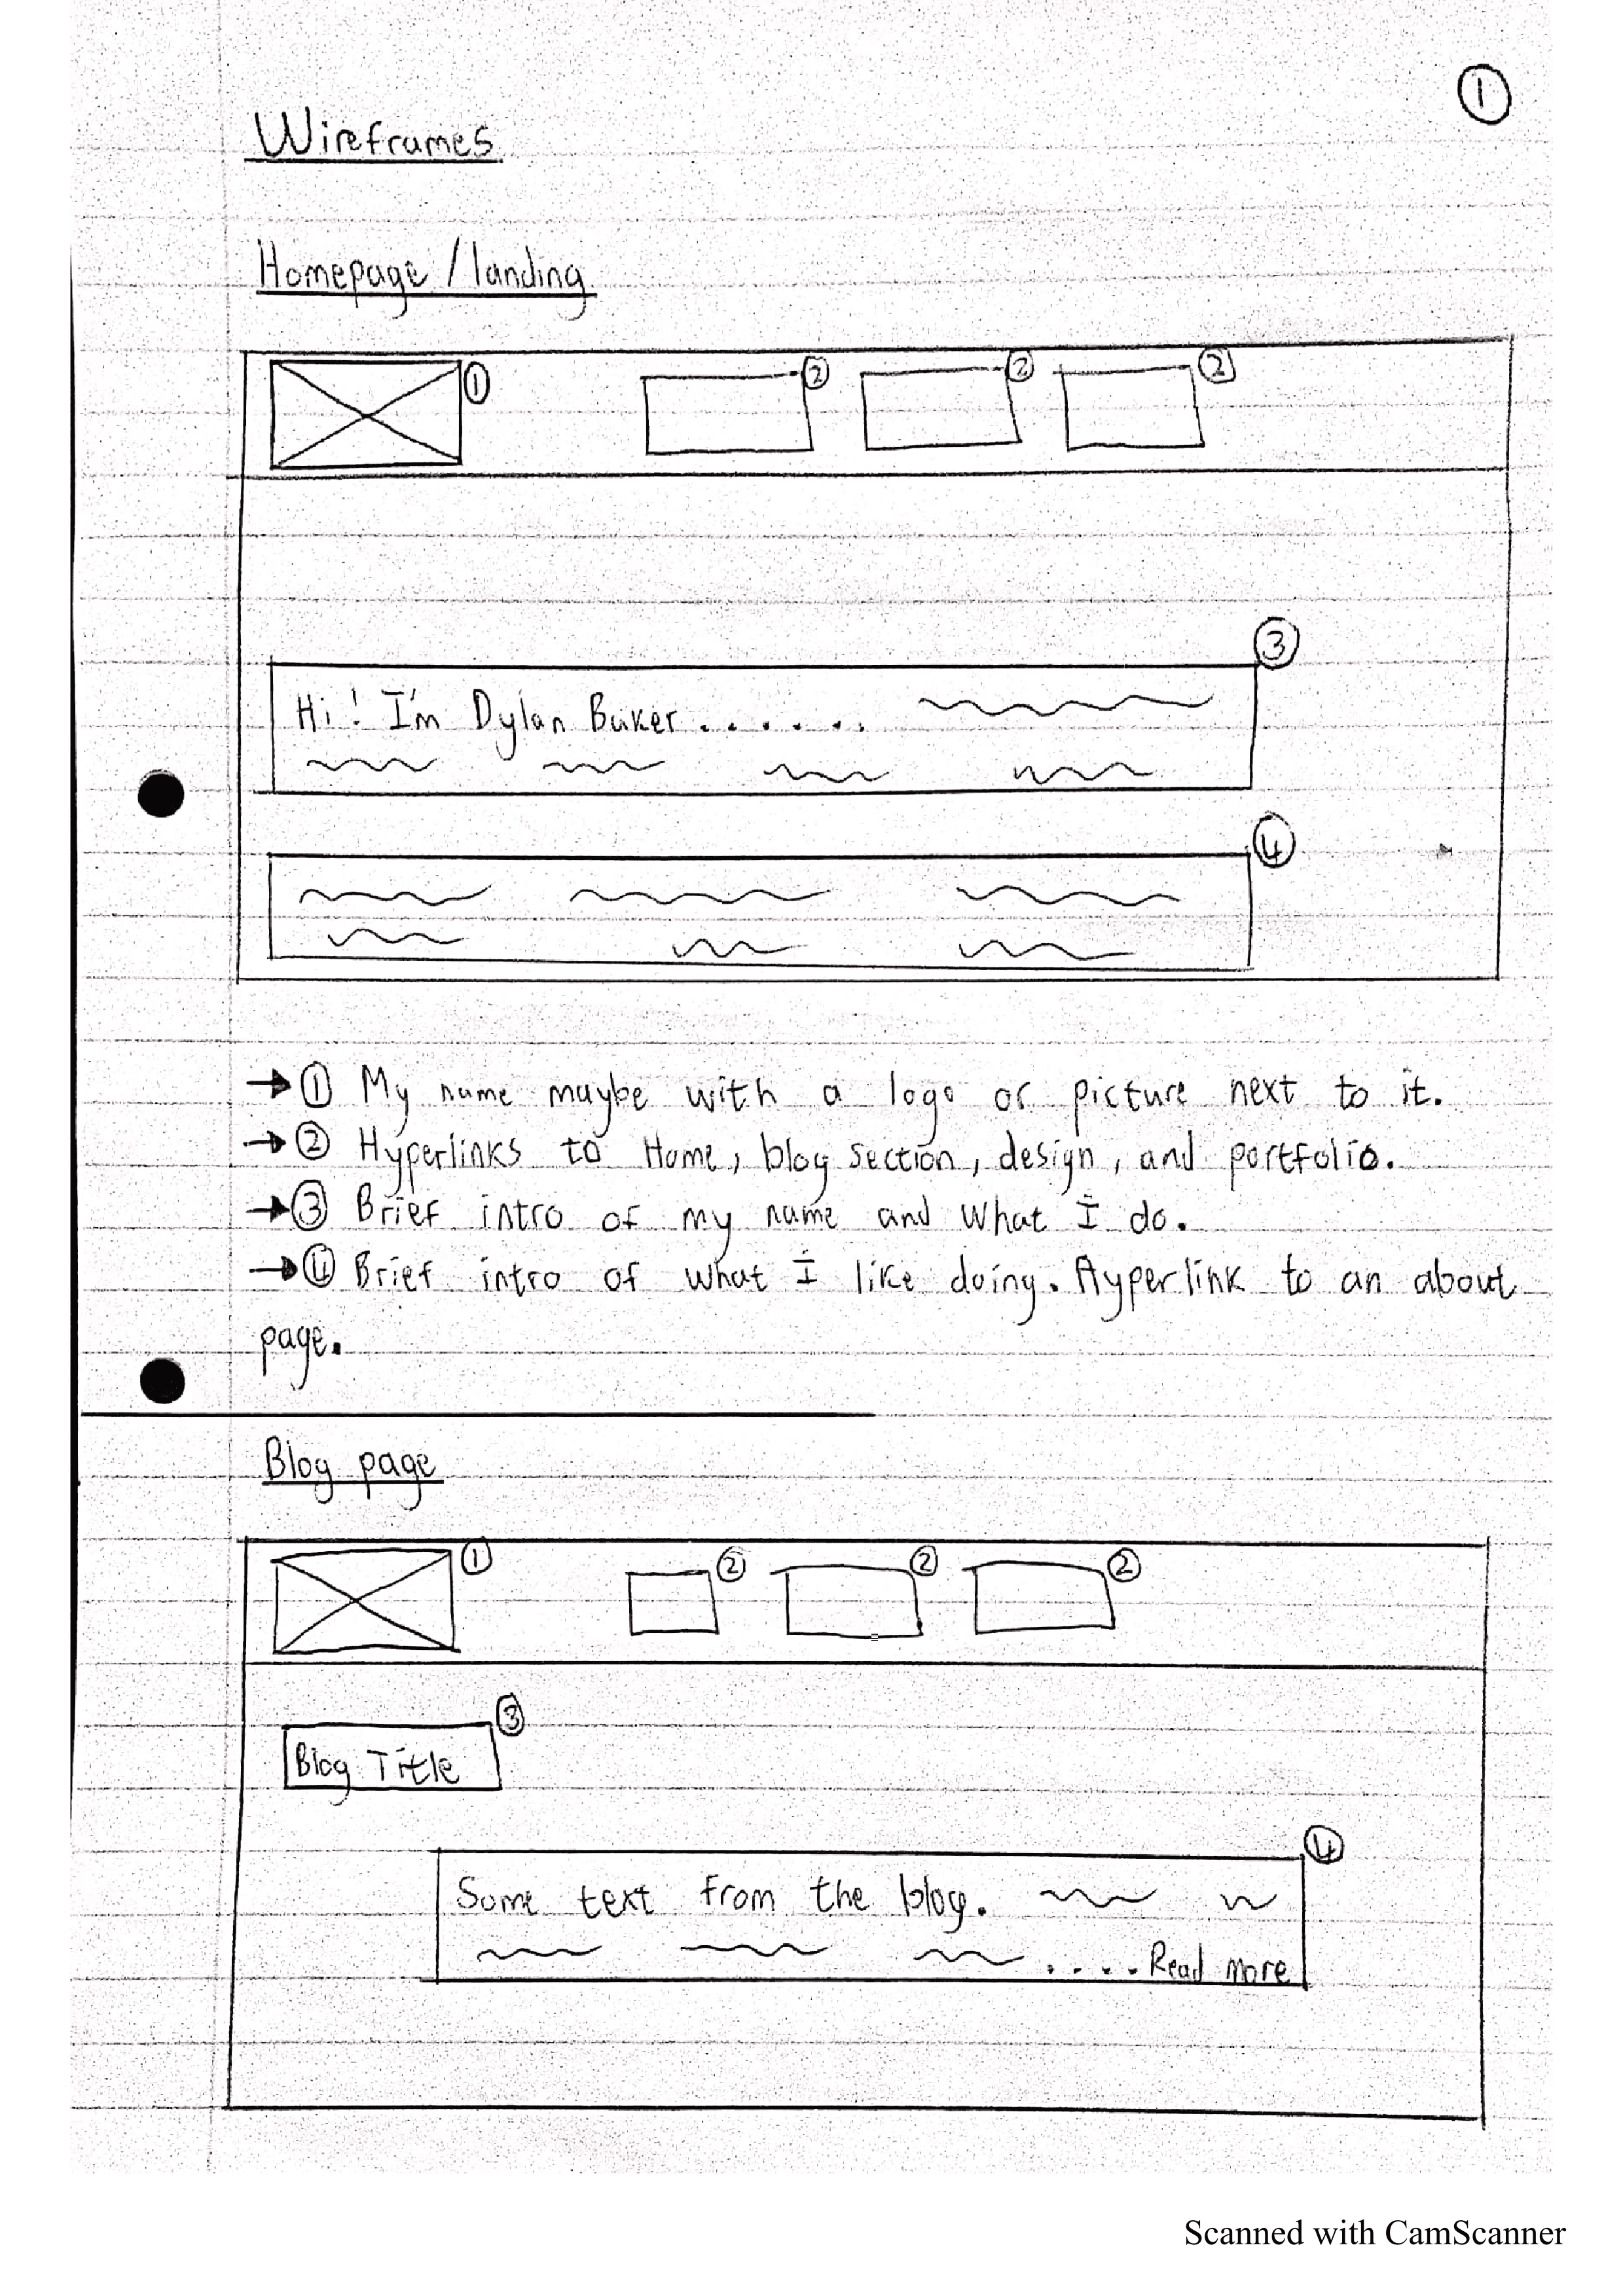 ①
Wireframes
Homepage / landing
① ② ② ②
③
Hi! I'm Dylan Baker.......
④
→① My name maybe with a logo or picture next to it.
→② Hyperlinks to Home, blog section, design, and portfolio.
→③ Brief intro of my name and what I do.
→④ Brief intro of what I like doing. Hyperlink to an about
page.
Blog page
① ② ② ②
③
Blog Title
④
Some text from the blog.
....Read more
Scanned with CamScanner